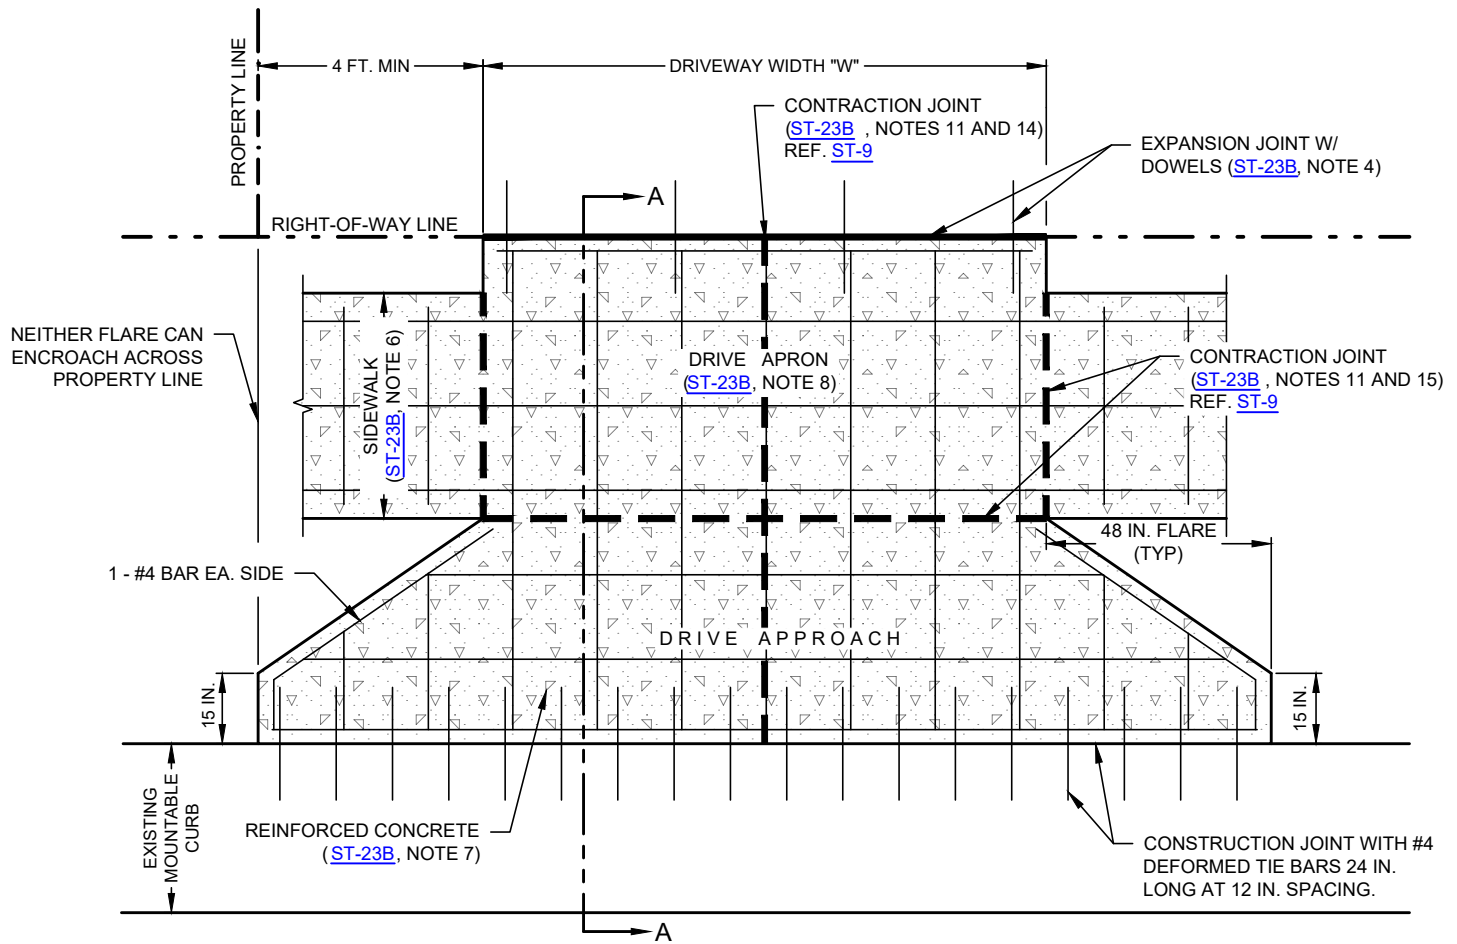 PROPERTY LINE
4 FT. MIN
DRIVEWAY WIDTH "W"
CONTRACTION JOINT
(ST-23B , NOTES 11 AND 14)
REF. ST-9
EXPANSION JOINT W/
DOWELS (ST-23B, NOTE 4)
A
RIGHT-OF-WAY LINE
NEITHER FLARE CAN
ENCROACH ACROSS
PROPERTY LINE
SIDEWALK
(ST-23B, NOTE 6)
DRIVE APRON
(ST-23B, NOTE 8)
CONTRACTION JOINT
(ST-23B , NOTES 11 AND 15)
REF. ST-9
48 IN. FLARE
(TYP)
1 - #4 BAR EA. SIDE
DRIVE APPROACH
15 IN.
15 IN.
EXISTING
MOUNTABLE
CURB
REINFORCED CONCRETE
(ST-23B, NOTE 7)
CONSTRUCTION JOINT WITH #4
DEFORMED TIE BARS 24 IN.
LONG AT 12 IN. SPACING.
A